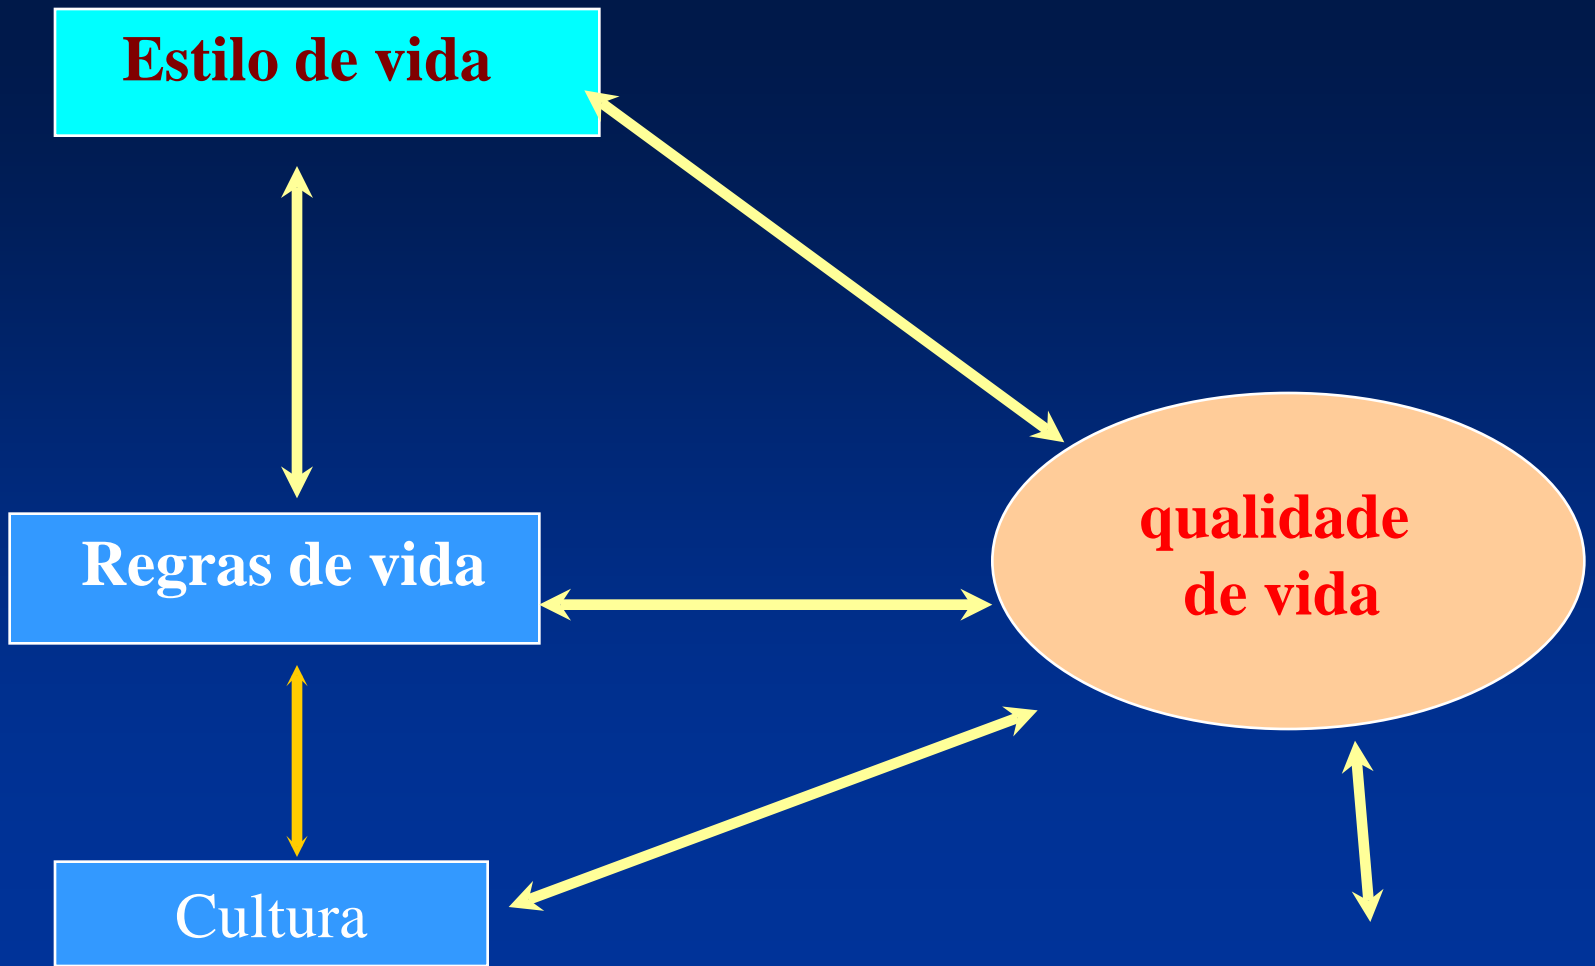 Estilo de vida
Regras de vida
qualidade
de vida
Cultura